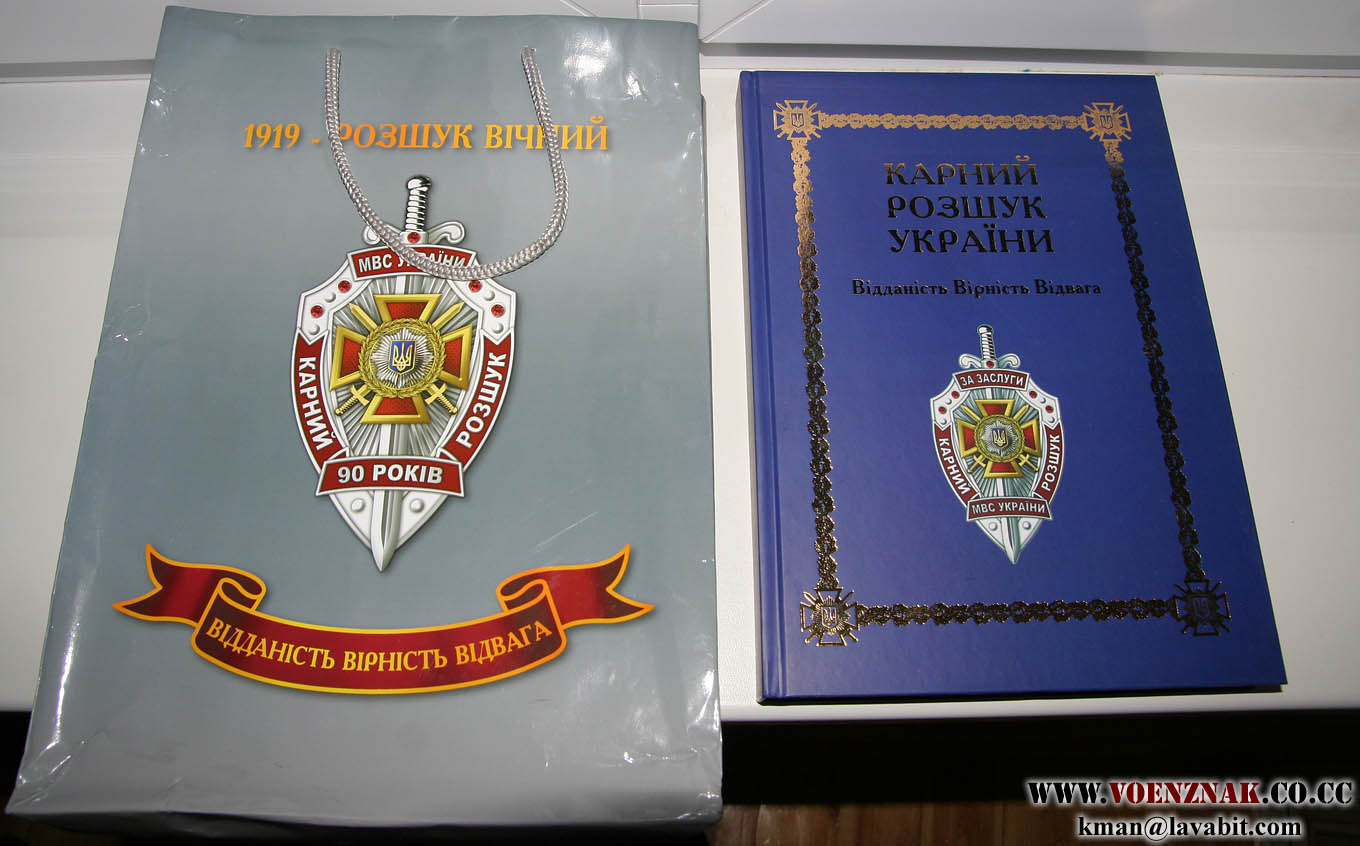 1919 - РОЗШУК ВІЧНИЙ
МВС УКРАЇНИ
КАРНИЙ
РОЗШУК
90 РОКІВ
ВІДДАНІСТЬ ВІРНІСТЬ ВІДВАГА
КАРНИЙ
РОЗШУК
УКРАЇНИ
Відданість Вірність Відвага
ЗА ЗАСЛУГИ
КАРНИЙ
РОЗШУК
МВС УКРАЇНИ
WWW.VOENZNAK.CO.CC
kman@lavabit.com